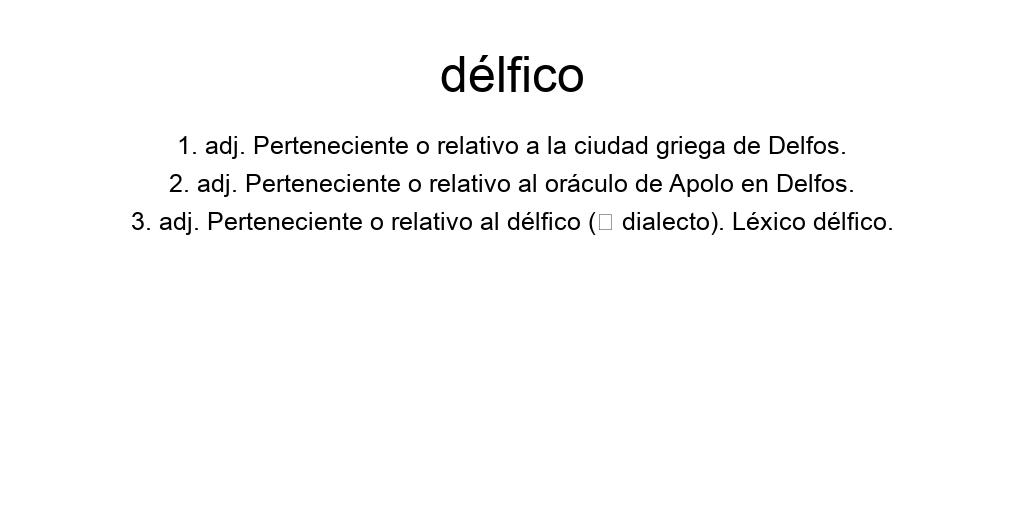 délfico
1. adj. Perteneciente o relativo a la ciudad griega de Delfos.
2. adj. Perteneciente o relativo al oráculo de Apolo en Delfos.
3. adj. Perteneciente o relativo al délfico (□ dialecto). Léxico délfico.